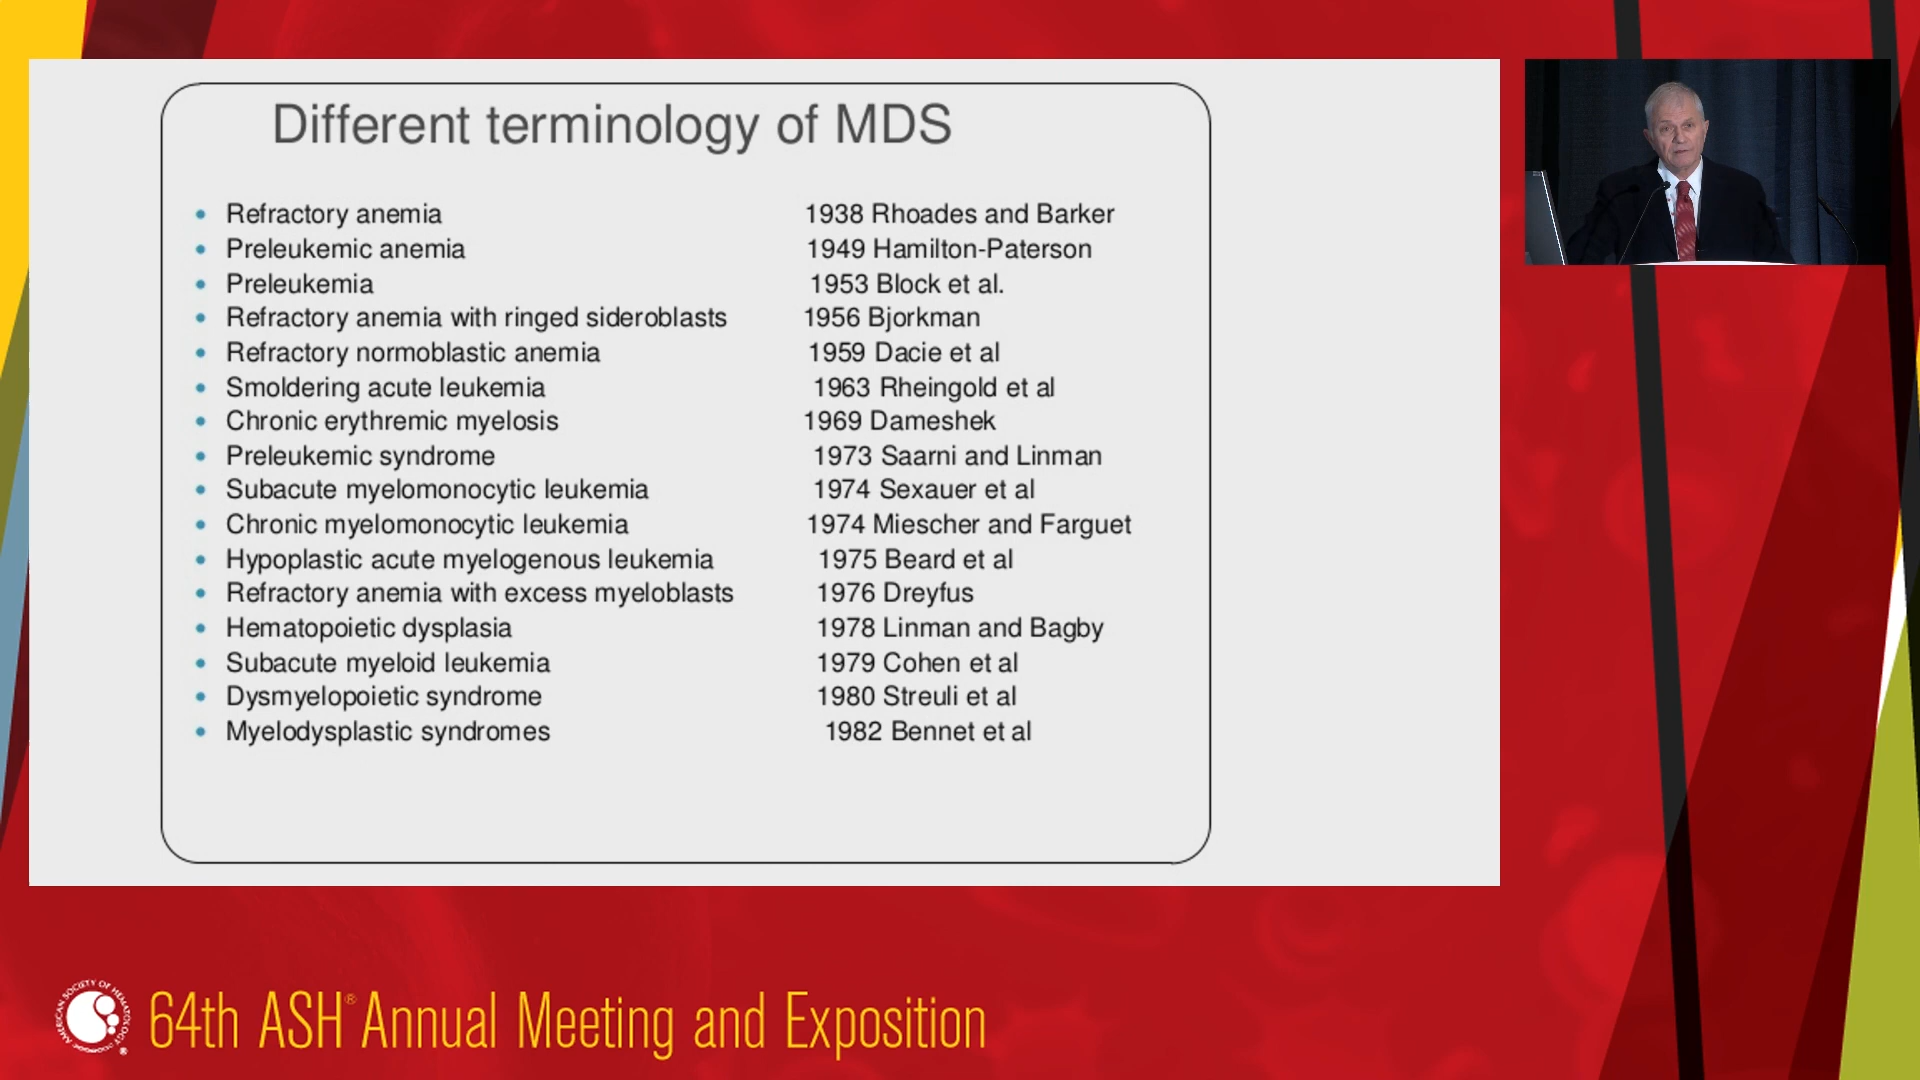 Different terminology of MDS
• Refractory anemia 1938 Rhoades and Barker
• Preleukemic anemia 1949 Hamilton-Paterson
• Preleukemia 1953 Block et al.
• Refractory anemia with ringed sideroblasts 1956 Bjorkman
• Refractory normoblastic anemia 1959 Dacie et al
• Smoldering acute leukemia 1963 Rheingold et al
• Chronic erythremic myelosis 1969 Dameshek
• Preleukemic syndrome 1973 Saarni and Linman
• Subacute myelomonocytic leukemia 1974 Sexauer et al
• Chronic myelomonocytic leukemia 1974 Miescher and Farguet
• Hypoplastic acute myelogenous leukemia 1975 Beard et al
• Refractory anemia with excess myeloblasts 1976 Dreyfus
• Hematopoietic dysplasia 1978 Linman and Bagby
• Subacute myeloid leukemia 1979 Cohen et al
• Dysmyelopoietic syndrome 1980 Streuli et al
• Myelodysplastic syndromes 1982 Bennet et al
AMERICAN SOCIETY OF HEMATOLOGY ®
64th ASH® Annual Meeting and Exposition